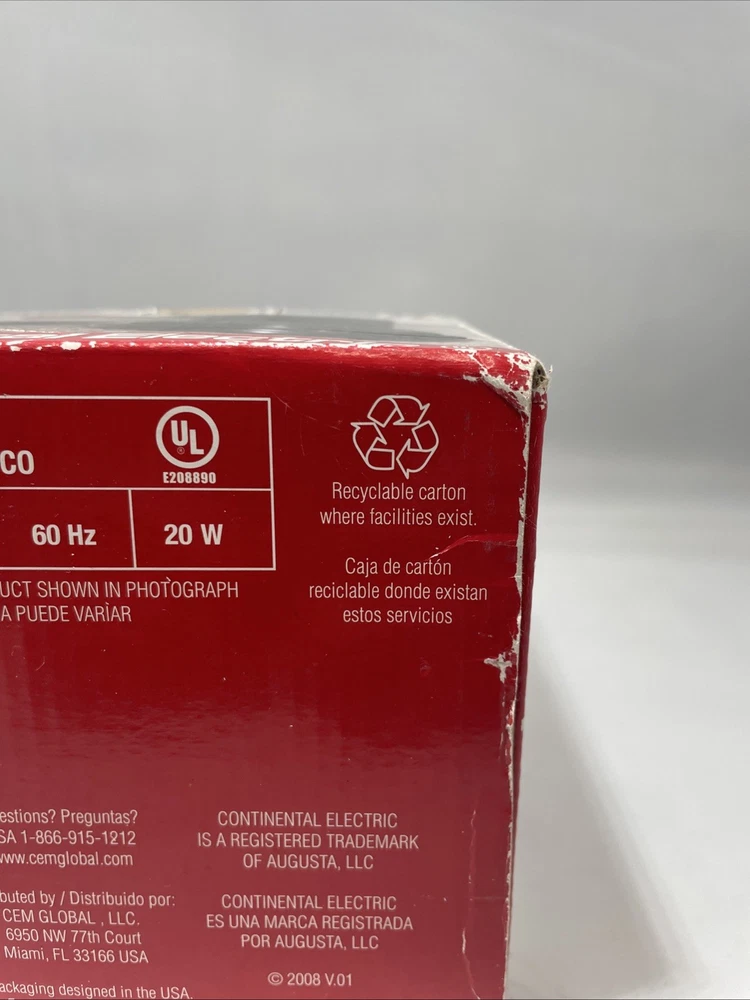 CO
UL
®
E208890
60 Hz
20 W
UCT SHOWN IN PHOTOGRAPH
A PUEDE VARÌAR
Recyclable carton
where facilities exist.
Caja de cartón
reciclable donde existan
estos servicios
estions? Preguntas?
SA 1-866-915-1212
www.cemglobal.com
buted by / Distribuido por:
CEM GLOBAL , LLC.
6950 NW 77th Court
Miami, FL 33166 USA
ackaging designed in the USA.
CONTINENTAL ELECTRIC
IS A REGISTERED TRADEMARK
OF AUGUSTA, LLC
CONTINENTAL ELECTRIC
ES UNA MARCA REGISTRADA
POR AUGUSTA, LLC
© 2008 V.01